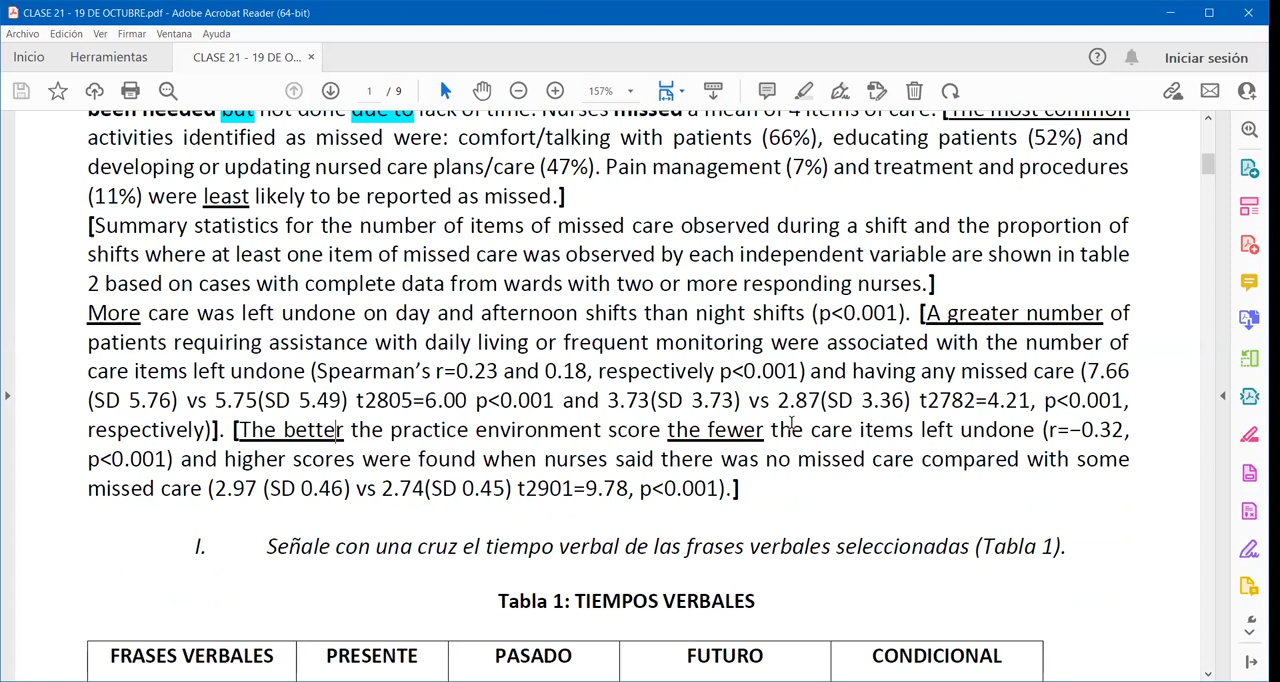 CLASE 21 - 19 DE OCTUBRE.pdf - Adobe Acrobat Reader (64-bit)
Archivo Edición Ver Firmar Ventana Ayuda
Inicio Herramientas CLASE 21 - 19 DE O... × Iniciar sesión
1 / 9 157%
been needed but not done due to lack of time. Nurses missed a mean of 4 items of care. [The most common
activities identified as missed were: comfort/talking with patients (66%), educating patients (52%) and
developing or updating nursed care plans/care (47%). Pain management (7%) and treatment and procedures
(11%) were least likely to be reported as missed.]
[Summary statistics for the number of items of missed care observed during a shift and the proportion of
shifts where at least one item of missed care was observed by each independent variable are shown in table
2 based on cases with complete data from wards with two or more responding nurses.]
More care was left undone on day and afternoon shifts than night shifts (p<0.001). [A greater number of
patients requiring assistance with daily living or frequent monitoring were associated with the number of
care items left undone (Spearman’s r=0.23 and 0.18, respectively p<0.001) and having any missed care (7.66
(SD 5.76) vs 5.75(SD 5.49) t2805=6.00 p<0.001 and 3.73(SD 3.73) vs 2.87(SD 3.36) t2782=4.21, p<0.001,
respectively)]. [The better the practice environment score the fewer the care items left undone (r=−0.32,
p<0.001) and higher scores were found when nurses said there was no missed care compared with some
missed care (2.97 (SD 0.46) vs 2.74(SD 0.45) t2901=9.78, p<0.001).]
I. Señale con una cruz el tiempo verbal de las frases verbales seleccionadas (Tabla 1).
Tabla 1: TIEMPOS VERBALES
FRASES VERBALES PRESENTE PASADO FUTURO CONDICIONAL